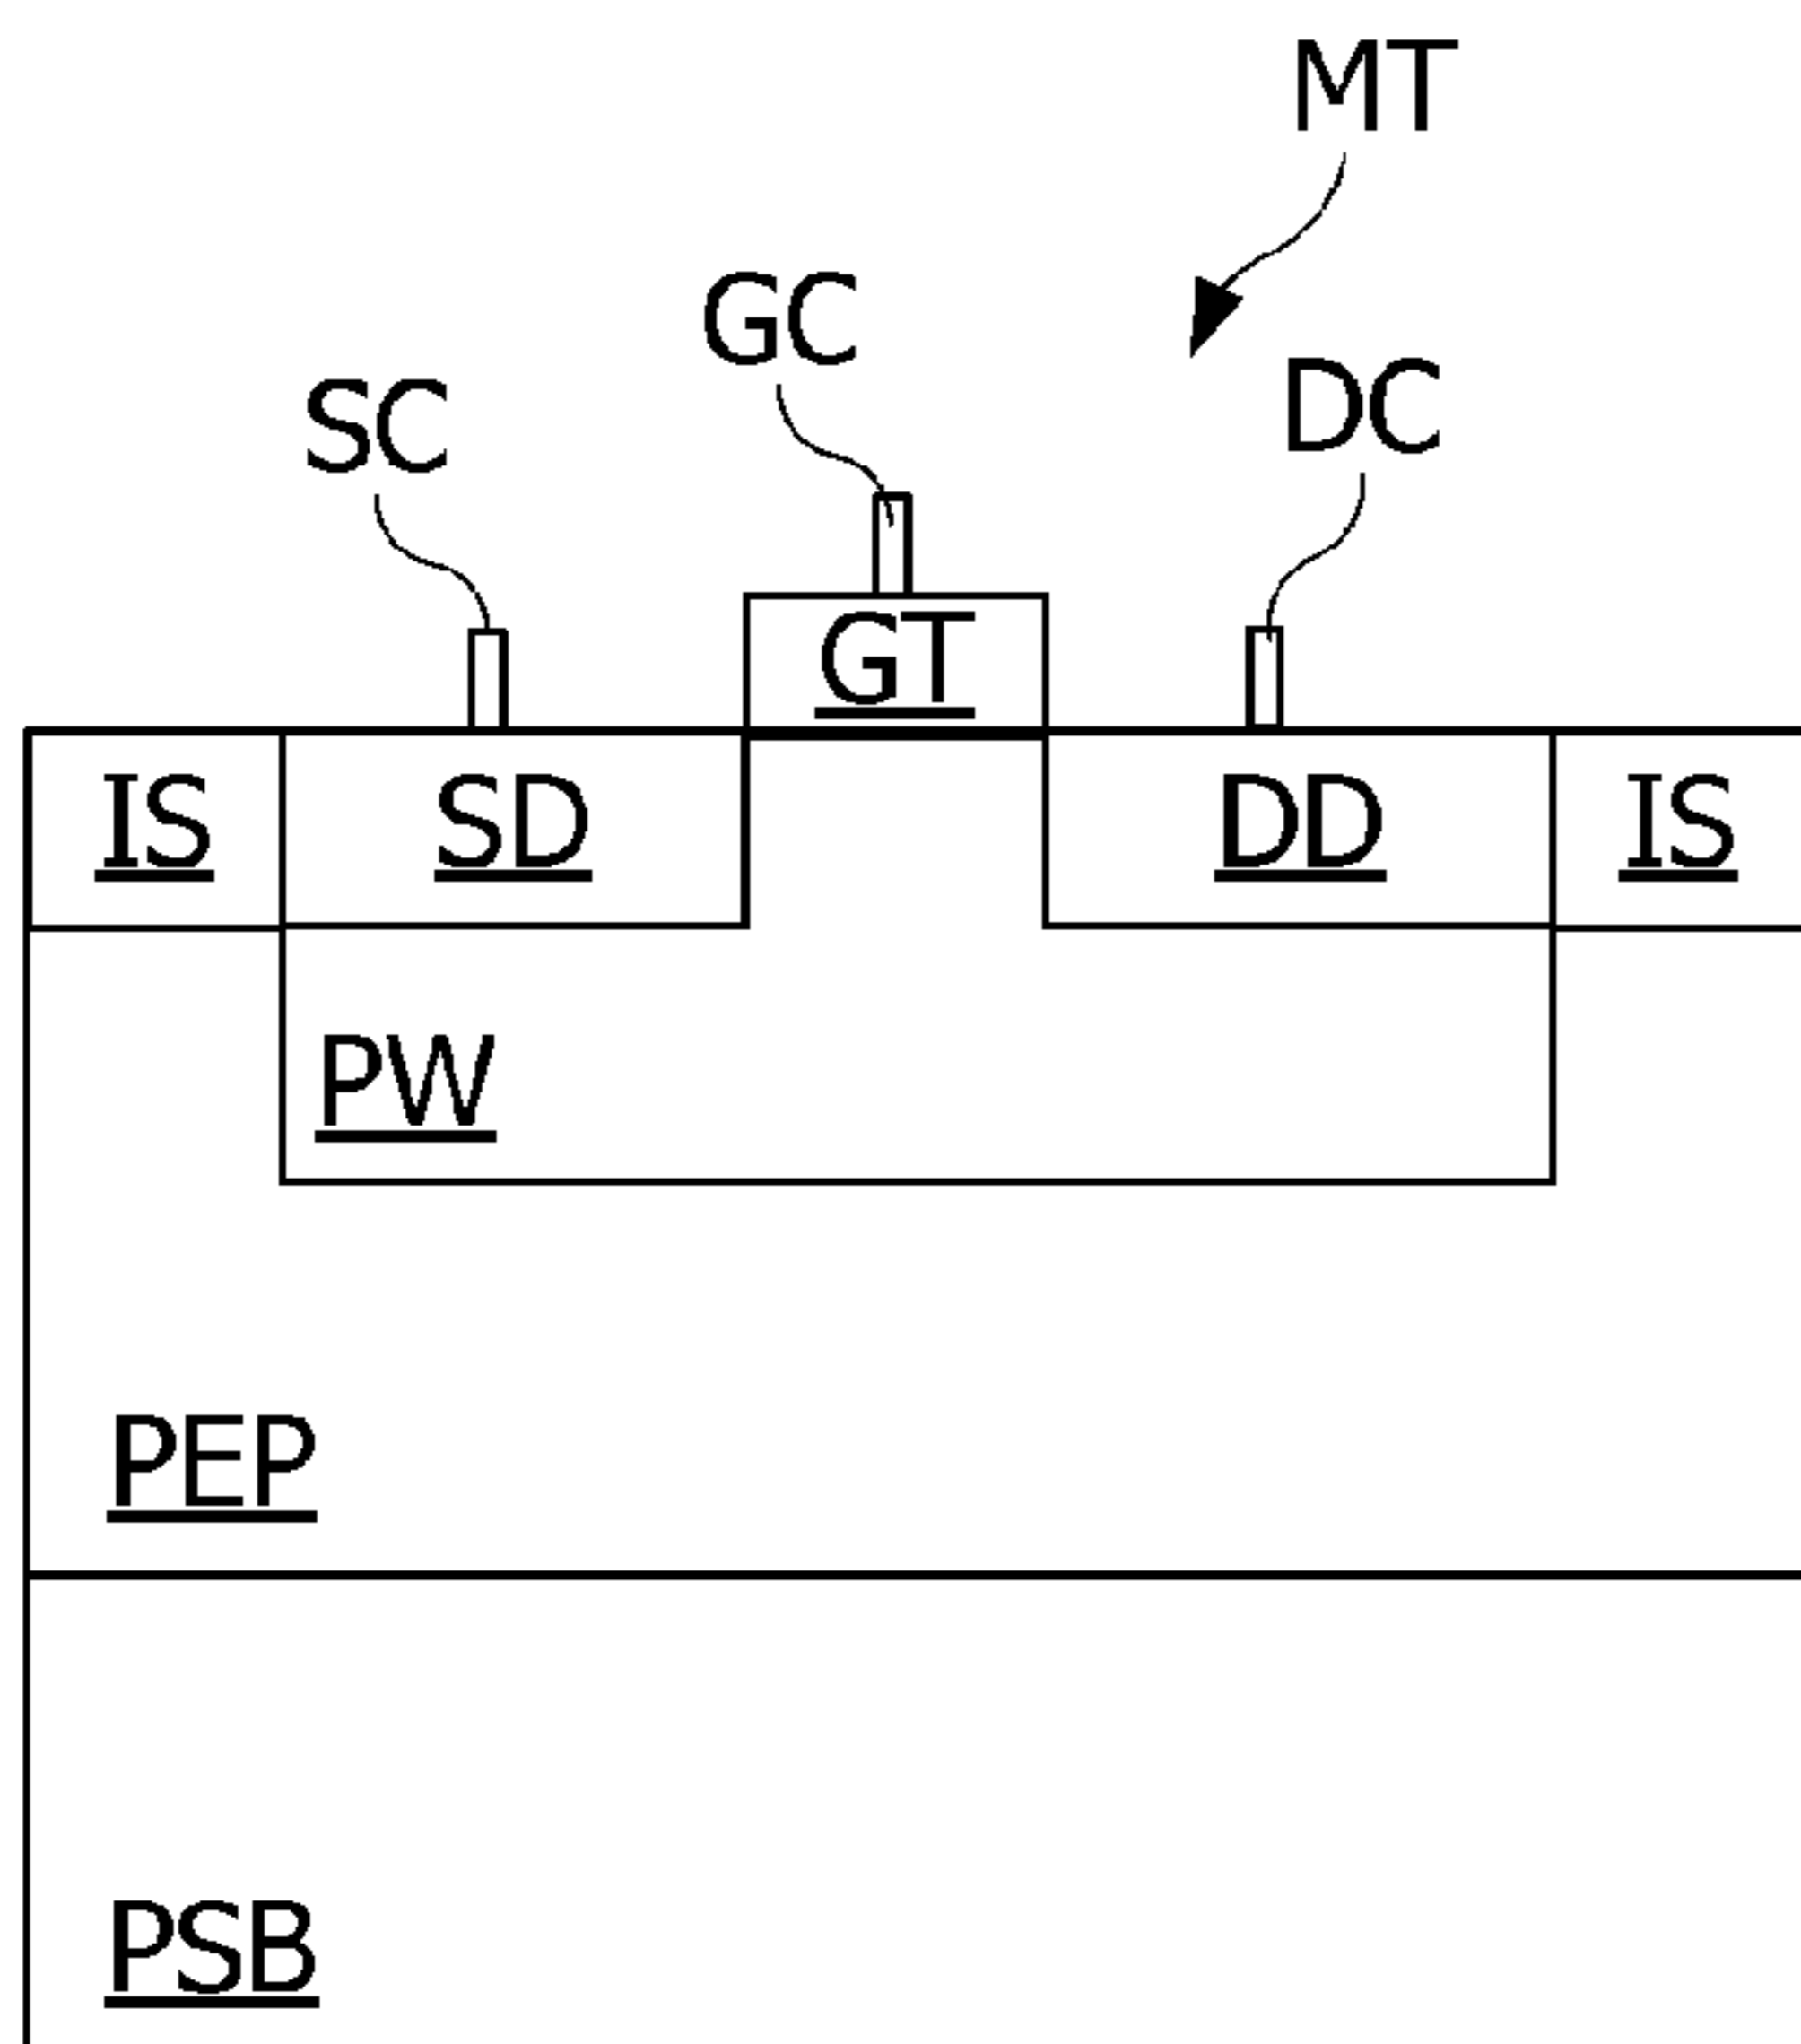 MT
GC
SC
DC
GT
IS SD DD IS
PW
PEP
PSB